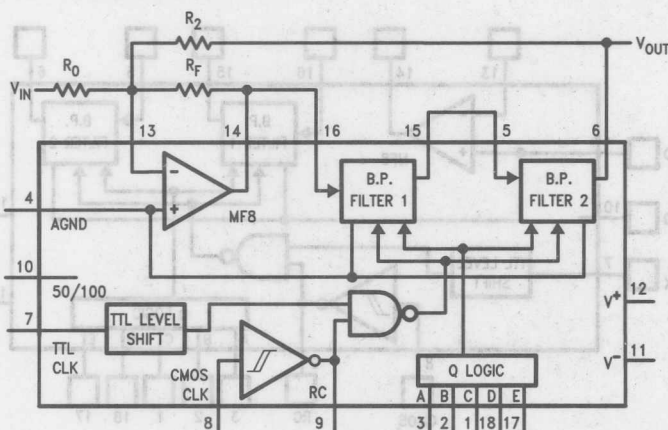 R2
VOUT
R0
RF
VIN
13
14
16
15
5
6
4
AGND
-
+
MF8
B.P.
FILTER 1
B.P.
FILTER 2
10
50/100
7
TTL
CLK
TTL LEVEL
SHIFT
CMOS
CLK
RC
8
9
12
V+
V-
11
Q LOGIC
A B C D E
3 2 1 18 17